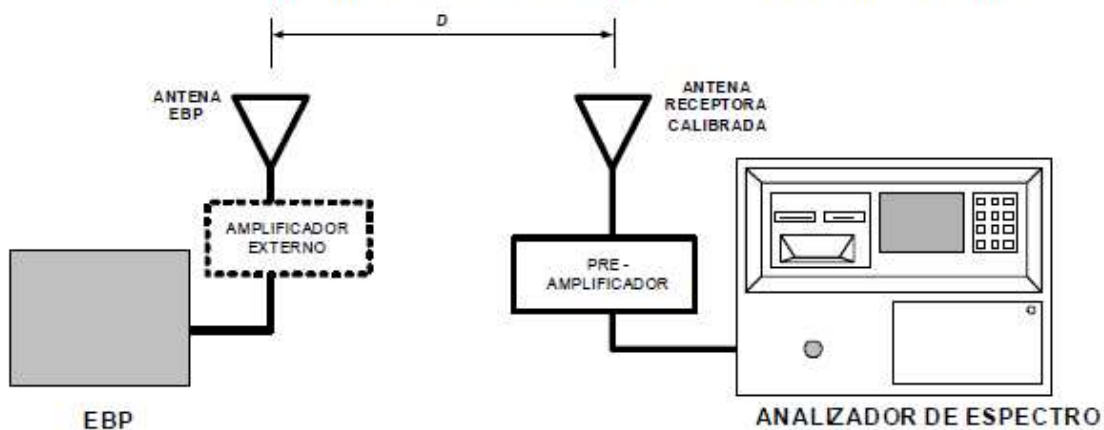 D
ANTENA
EBP
ANTENA
RECEPTORA
CALIBRADA
AMPLIFICADOR
EXTERNO
PRE -
AMPLIFICADOR
EBP
ANALIZADOR DE ESPECTRO